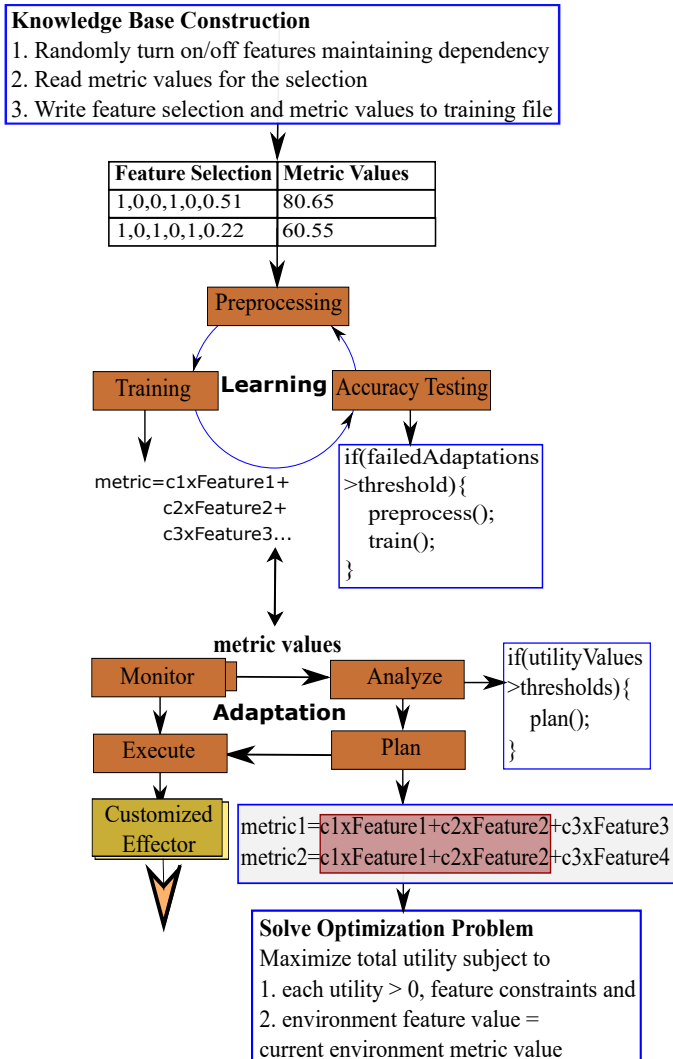 Knowledge Base Construction
1. Randomly turn on/off features maintaining dependency
2. Read metric values for the selection
3. Write feature selection and metric values to training file
Feature Selection Metric Values
1,0,0,1,0,0.51 80.65
1,0,1,0,1,0.22 60.55
Preprocessing
Training Learning Accuracy Testing
metric=c1xFeature1+
c2xFeature2+
c3xFeature3...
if(failedAdaptations
>threshold){
preprocess();
train();
}
metric values
Monitor Analyze
Adaptation
Execute Plan
if(utilityValues
>thresholds){
plan();
}
Customized
Effector
metric1=c1xFeature1+c2xFeature2+c3xFeature3
metric2=c1xFeature1+c2xFeature2+c3xFeature4
Solve Optimization Problem
Maximize total utility subject to
1. each utility > 0, feature constraints and
2. environment feature value =
current environment metric value